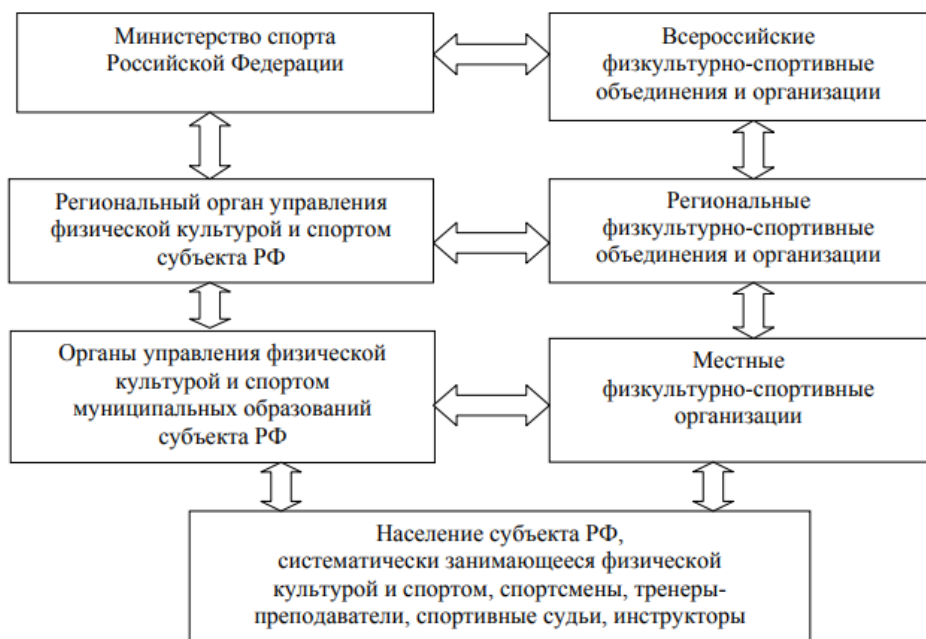 Министерство спорта
Российской Федерации
Всероссийские
физкультурно-спортивные
объединения и организации
Региональный орган управления
физической культурой и спортом
субъекта РФ
Региональные
физкультурно-спортивные
объединения и организации
Органы управления физической
культурой и спортом
муниципальных образований
субъекта РФ
Местные
физкультурно-спортивные
организации
Население субъекта РФ,
систематически занимающееся физической
культурой и спортом, спортсмены, тренеры-
преподаватели, спортивные судьи, инструкторы